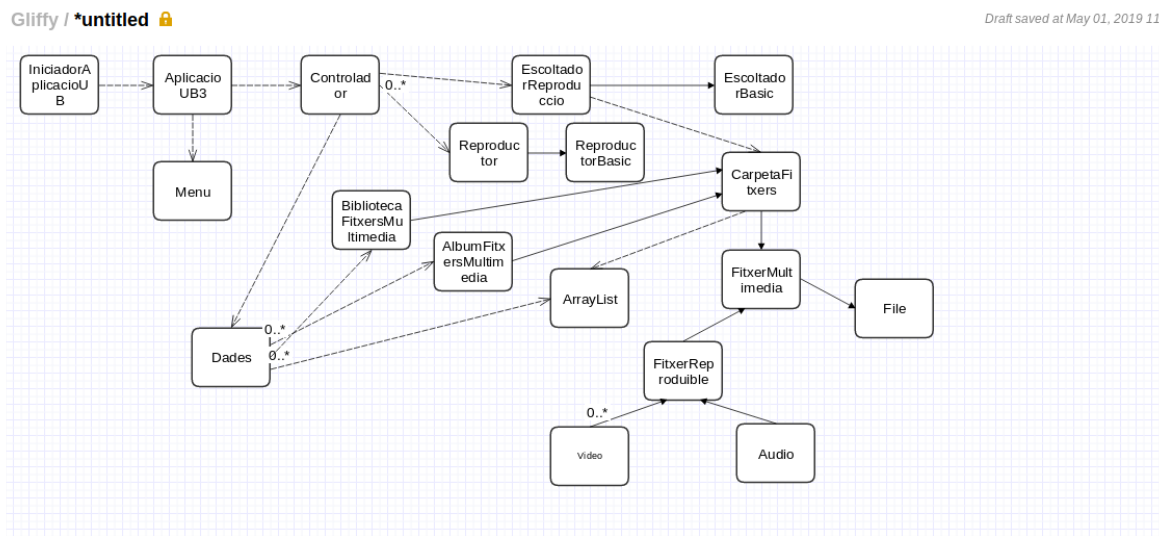 Gliffy / *untitled
Draft saved at May 01, 2019 11
IniciadorA
plicacioU
B
Aplicacio
UB3
Controlad
or
0..*
Escoltado
rReprodu
ccio
Escoltado
rBasic
Reproduc
tor
Reproduc
torBasic
Menu
CarpetaFi
txers
Biblioteca
FitxersMu
ltimedia
AlbumFitx
ersMultim
edia
ArrayList
FitxerMult
imedia
File
0..*
0..*
Dades
FitxerRep
roduible
0..*
Video
Audio